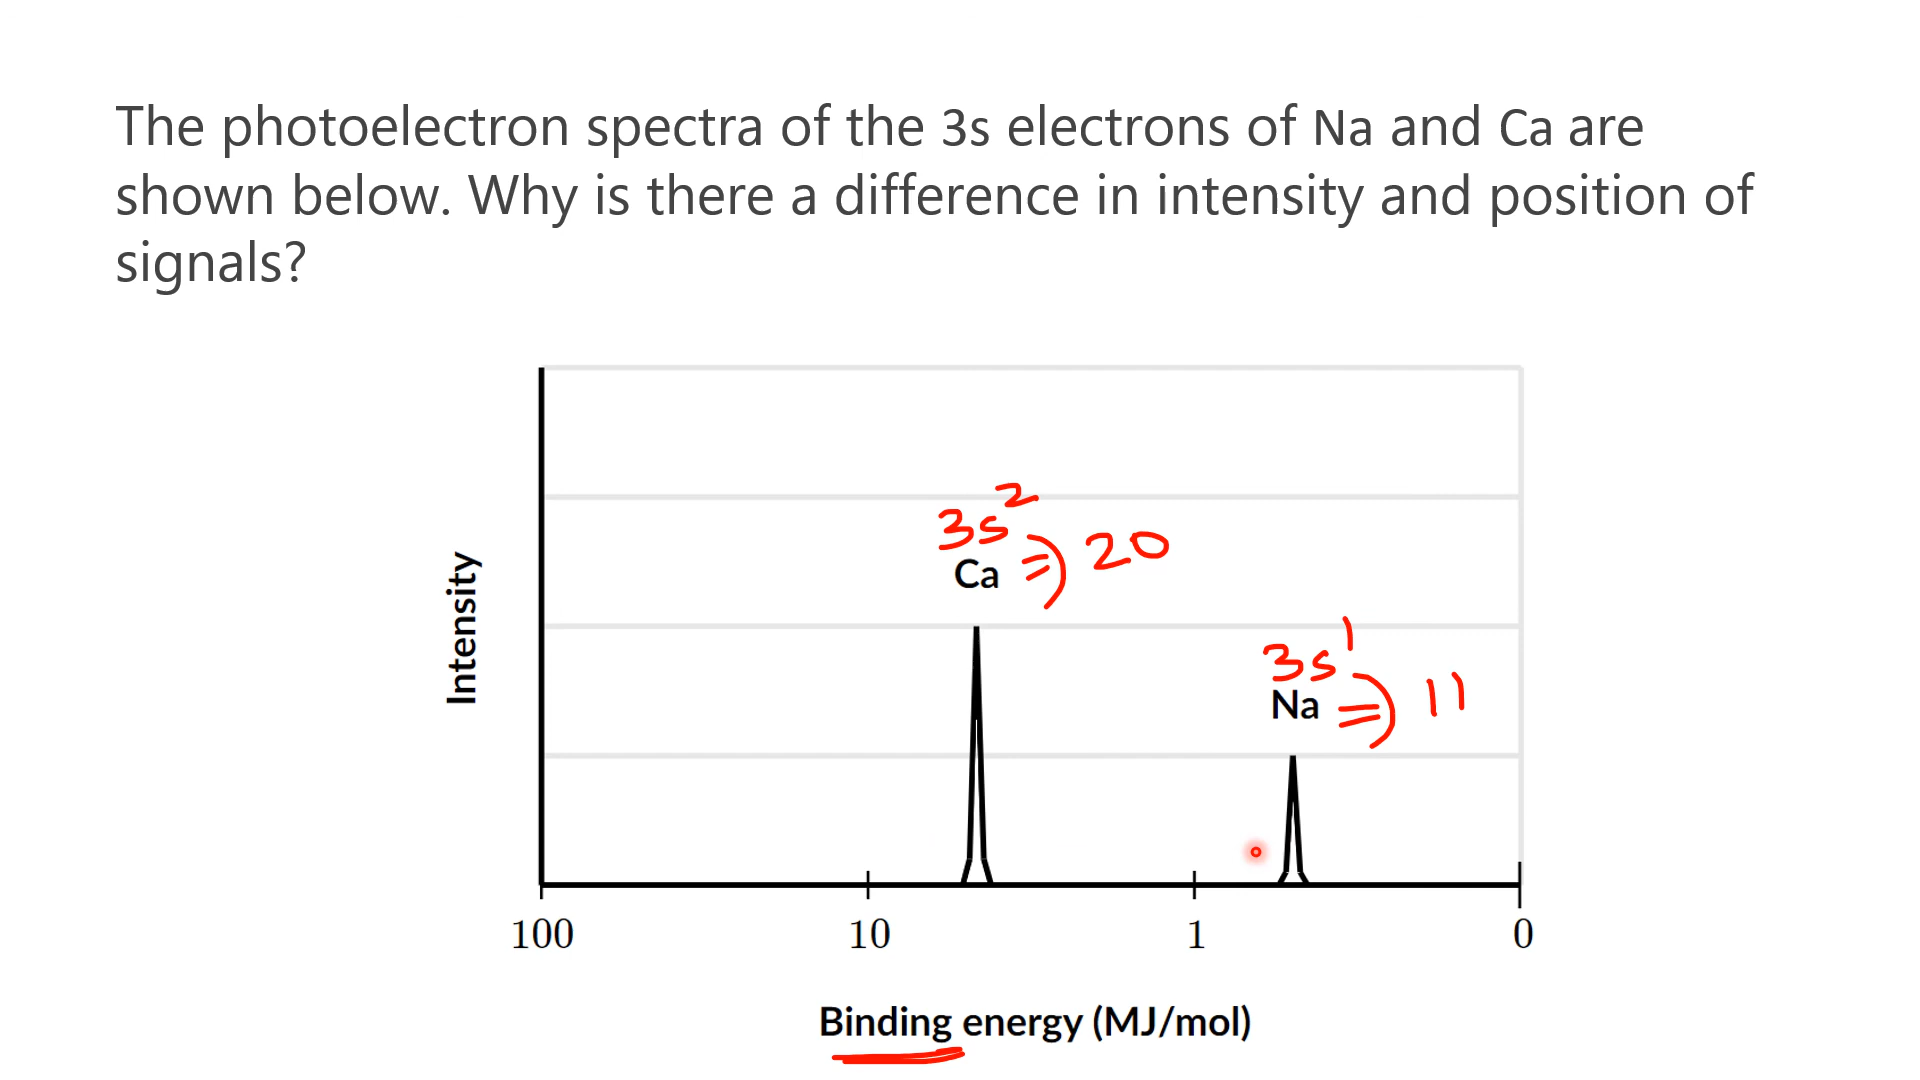 The photoelectron spectra of the 3s electrons of Na and Ca are
shown below. Why is there a difference in intensity and position of
signals?
3s²
Ca ⇒ 20
3s¹
Na ⇒ 11
Intensity
100 10 1 0
Binding energy (MJ/mol)